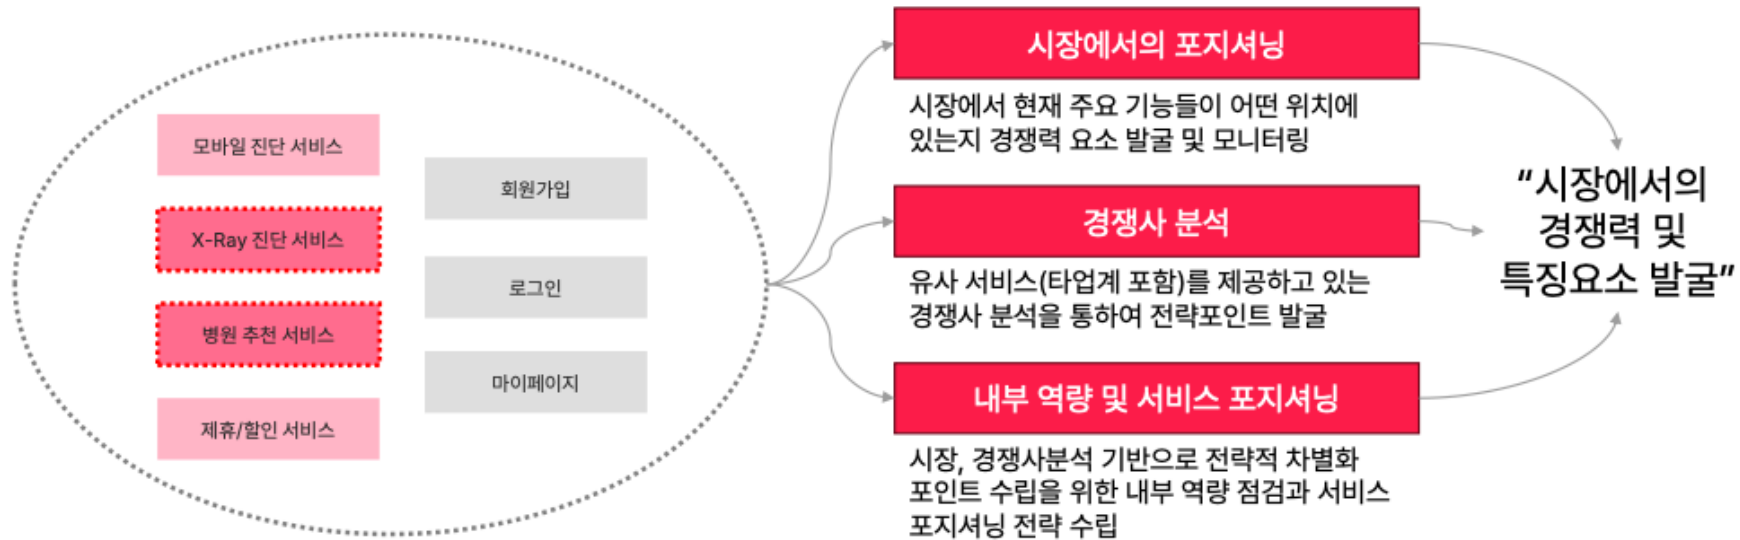 모바일 진단 서비스
X-Ray 진단 서비스
병원 추천 서비스
제휴/할인 서비스
회원가입
로그인
마이페이지
시장에서의 포지셔닝
시장에서 현재 주요 기능들이 어떤 위치에
있는지 경쟁력 요소 발굴 및 모니터링
경쟁사 분석
유사 서비스(타업계 포함)를 제공하고 있는
경쟁사 분석을 통하여 전략포인트 발굴
내부 역량 및 서비스 포지셔닝
시장, 경쟁사분석 기반으로 전략적 차별화
포인트 수립을 위한 내부 역량 점검과 서비스
포지셔닝 전략 수립
“시장에서의
경쟁력 및
특징요소 발굴”